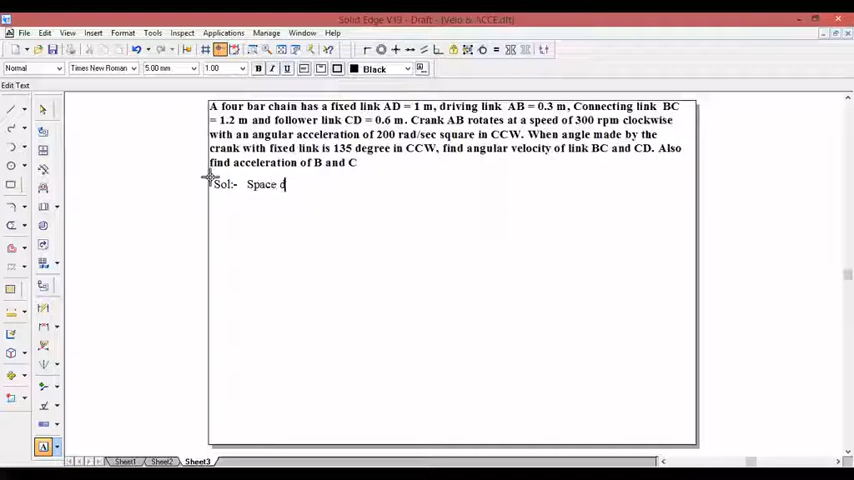 Solid Edge V19 - Draft - [Velo & ACCE.dft]
File Edit View Insert Format Tools Inspect Applications Manage Window Help
Normal Times New Roman 5.00 mm 1.00 B I U Black
Edit Text
A four bar chain has a fixed link AD = 1 m, driving link AB = 0.3 m, Connecting link BC
= 1.2 m and follower link CD = 0.6 m. Crank AB rotates at a speed of 300 rpm clockwise
with an angular acceleration of 200 rad/sec square in CCW. When angle made by the
crank with fixed link is 135 degree in CCW, find angular velocity of link BC and CD. Also
find acceleration of B and C
Sol:- Space d
A
Sheet1 Sheet2 Sheet3